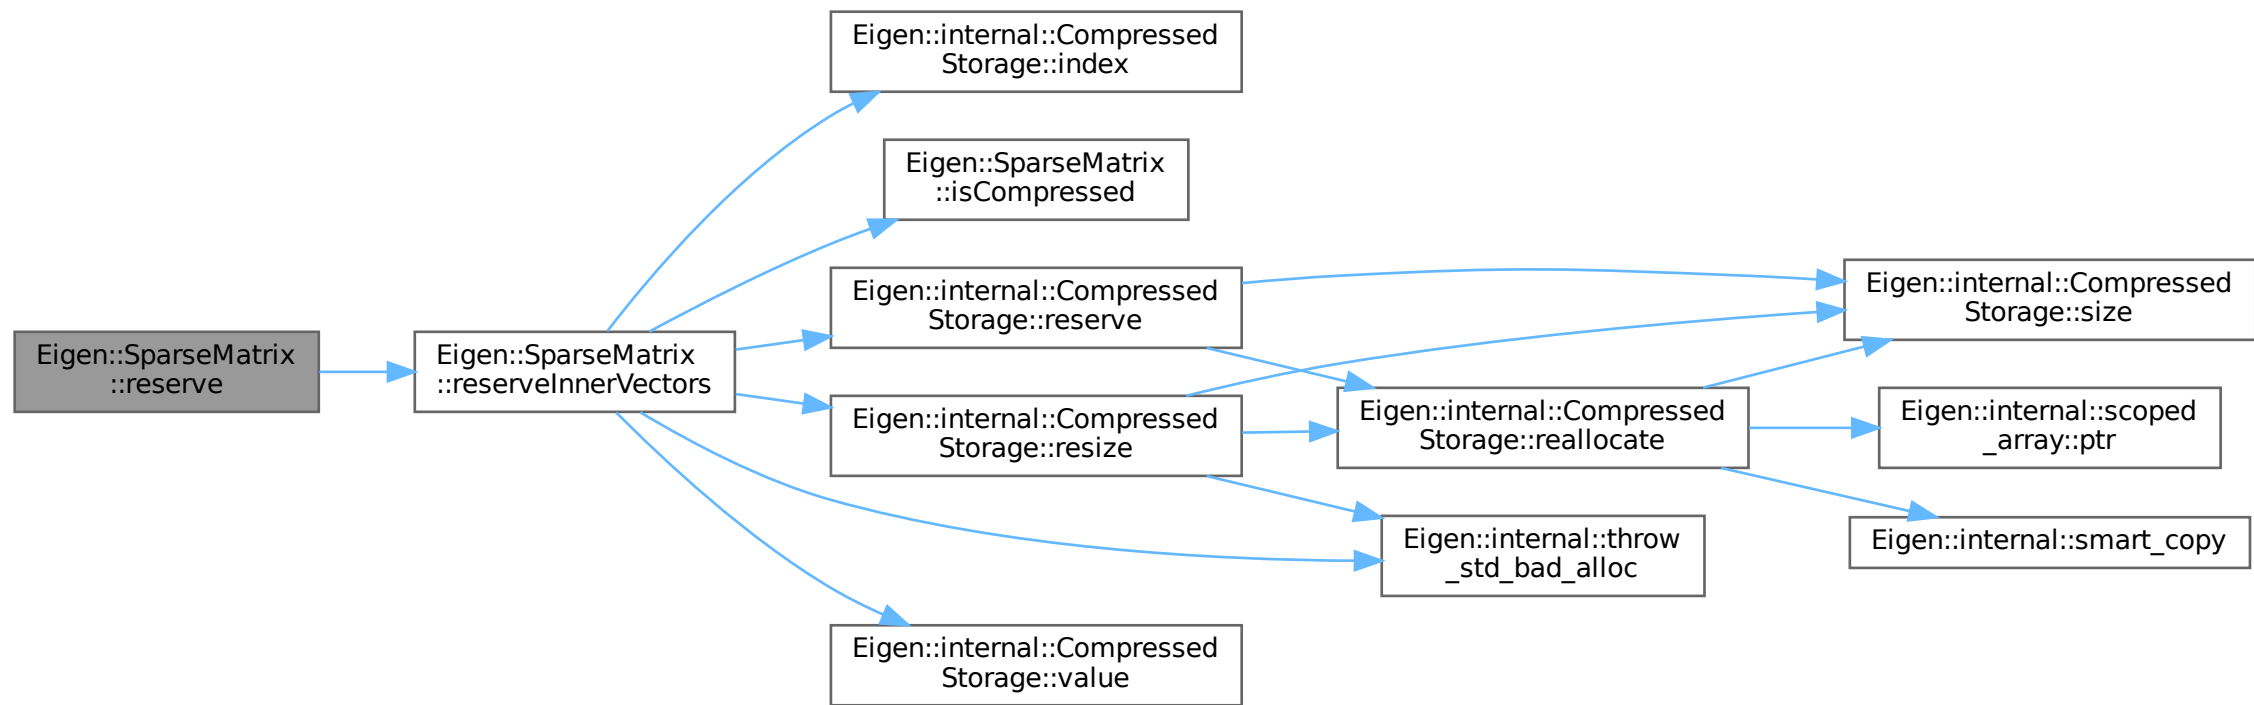 Eigen::SparseMatrix
::reserve
Eigen::SparseMatrix
::reserveInnerVectors
Eigen::internal::Compressed
Storage::index
Eigen::SparseMatrix
::isCompressed
Eigen::internal::Compressed
Storage::reserve
Eigen::internal::Compressed
Storage::resize
Eigen::internal::Compressed
Storage::value
Eigen::internal::Compressed
Storage::reallocate
Eigen::internal::throw
_std_bad_alloc
Eigen::internal::Compressed
Storage::size
Eigen::internal::scoped
_array::ptr
Eigen::internal::smart_copy